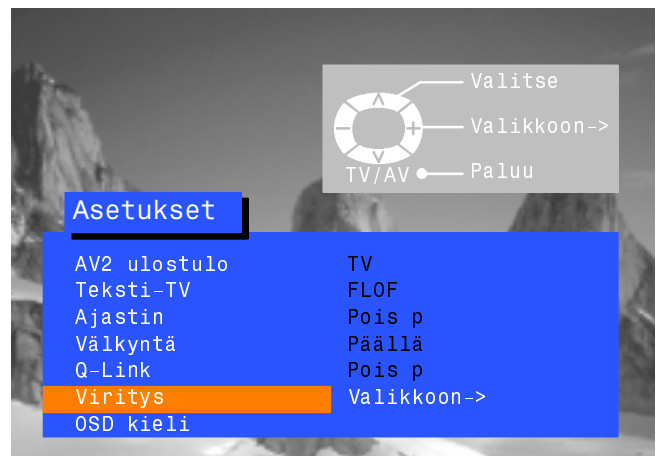 Valitse
Valikkoon->
TV/AV Paluu
Asetukset
AV2 ulostulo TV
Teksti-TV FLOF
Ajastin Pois p
Välkyntä Päällä
Q-Link Pois p
Viritys Valikkoon->
OSD kieli